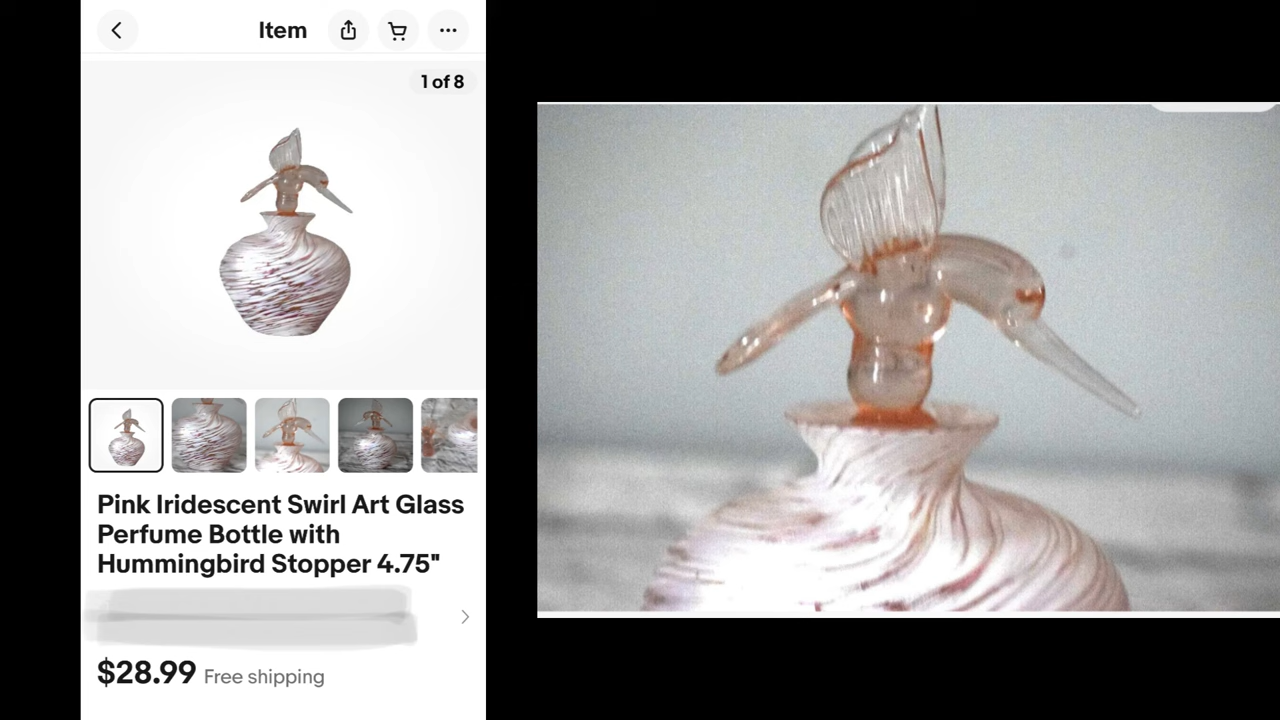 Item
1 of 8
Pink Iridescent Swirl Art Glass
Perfume Bottle with
Hummingbird Stopper 4.75"
$28.99 Free shipping